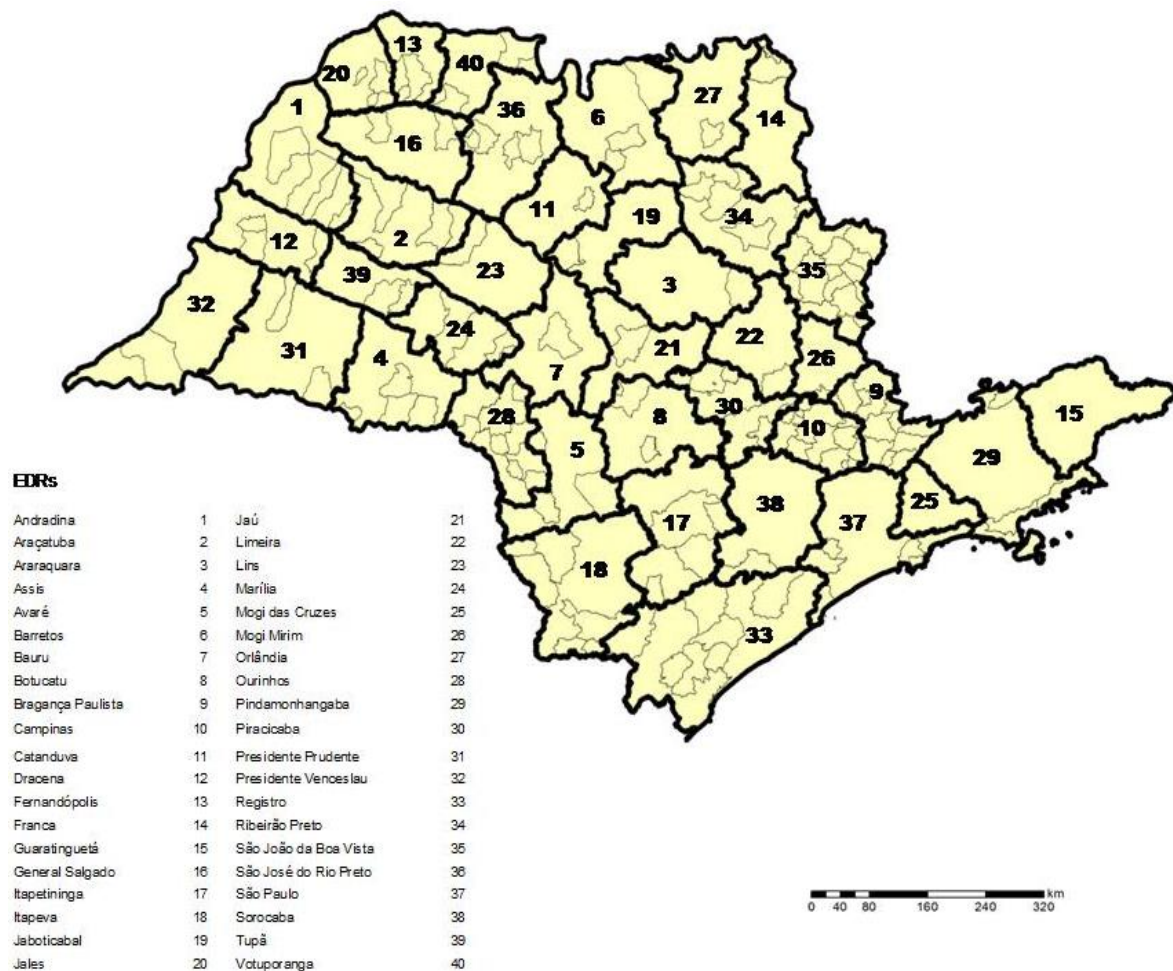 13
40
20
1
36
6
27
14
16
11
19
34
2
12
23
35
39
3
32
24
22
31
4
21
26
7
9
28
30
8
10
15
5
29
25
17
38
37
18
33
EDRs
Andradina 1 Jaú 21
Araçatuba 2 Limeira 22
Araraquara 3 Lins 23
Assis 4 Marília 24
Avaré 5 Mogi das Cruzes 25
Barretos 6 Mogi Mirim 26
Bauru 7 Orlândia 27
Botucatu 8 Ourinhos 28
Bragança Paulista 9 Pindamonhangaba 29
Campinas 10 Piracicaba 30
Catanduva 11 Presidente Prudente 31
Dracena 12 Presidente Venceslau 32
Fernandópolis 13 Registro 33
Franca 14 Ribeirão Preto 34
Guaratinguetá 15 São João da Boa Vista 35
General Salgado 16 São José do Rio Preto 36
Itapetininga 17 São Paulo 37
Itapeva 18 Sorocaba 38
Jaboticabal 19 Tupã 39
Jales 20 Votuporanga 40
km
0 40 80 160 240 320